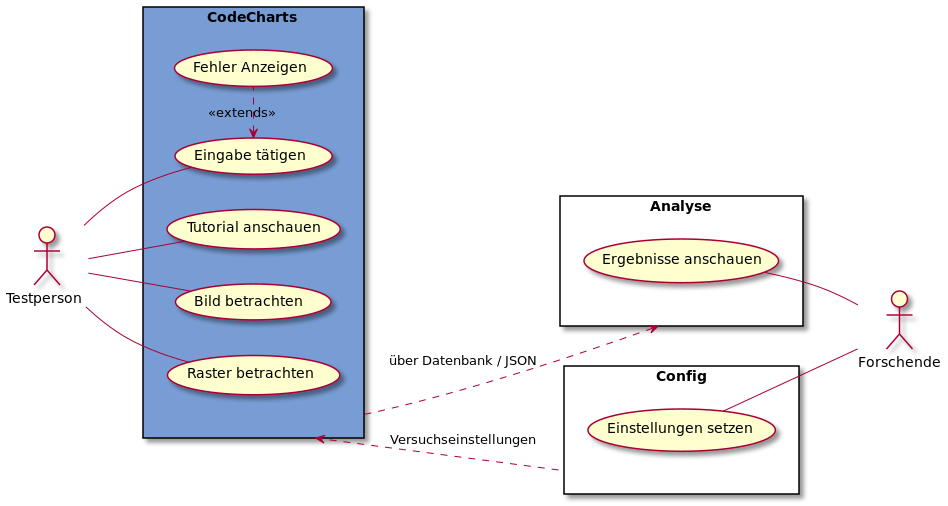 CodeCharts
Fehler Anzeigen
«extends»
Eingabe tätigen
Tutorial anschauen
Bild betrachten
Raster betrachten
Testperson
Analyse
Ergebnisse anschauen
über Datenbank / JSON
Config
Einstellungen setzen
Versuchseinstellungen
Forschende